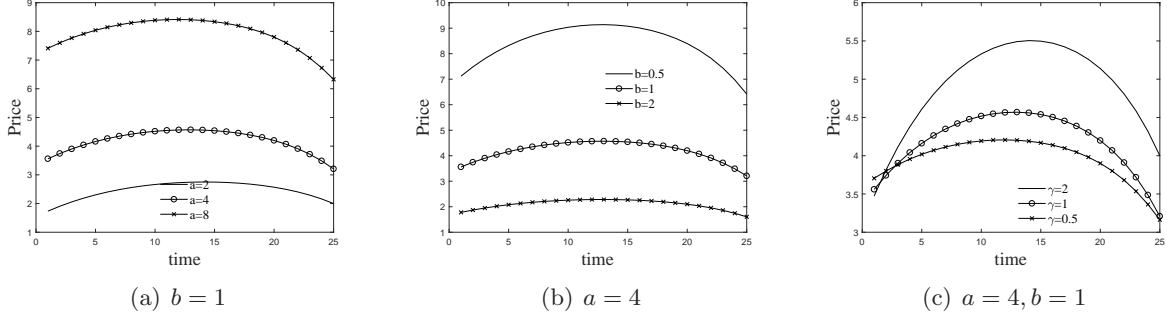 9
8
7
6
5
4
3
2
1
Price
0 5 10 15 20 25
time
a=2
a=4
a=8
(a) b = 1
10
9
8
7
6
5
4
3
2
1
Price
0 5 10 15 20 25
time
b=0.5
b=1
b=2
(b) a = 4
6
5.5
5
4.5
4
3.5
3
Price
0 5 10 15 20 25
time
γ=2
γ=1
γ=0.5
(c) a = 4, b = 1